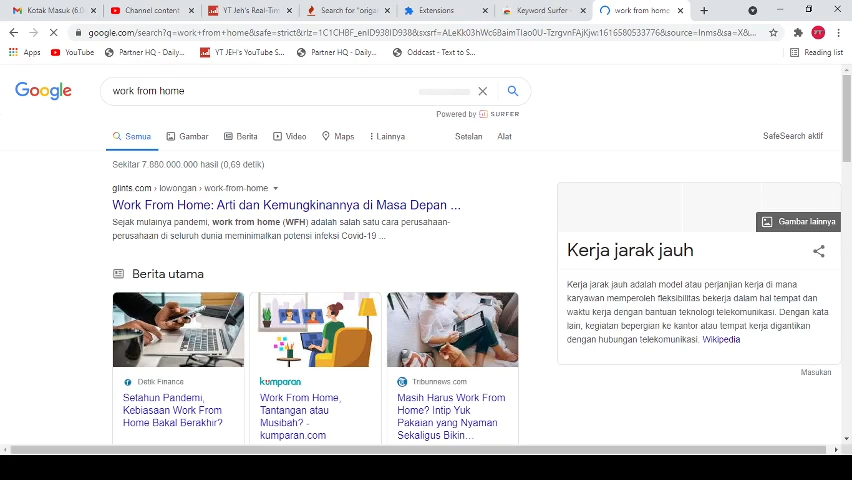 Kotak Masuk (6.0
Channel content
YT Jeh's Real-Tim
Search for "origam
Extensions
Keyword Surfer -
work from home
google.com/search?q=work+from+home&safe=strict&rlz=1C1CHBF_enID938ID938&sxsrf=ALeKk03hWc6BaimTlao0U-TzrgvnFAjKjw:1616580533776&source=lnms&sa=X&...
Apps
YouTube
Partner HQ - Daily...
YT JEH's YouTube S...
Partner HQ - Daily...
Oddcast - Text to S...
Reading list
Google
work from home
Powered by SURFER
Semua
Gambar
Berita
Video
Maps
Lainnya
Setelan
Alat
SafeSearch aktif
Sekitar 7.880.000.000 hasil (0,69 detik)
glints.com › lowongan › work-from-home
Work From Home: Arti dan Kemungkinannya di Masa Depan ...
Sejak mulainya pandemi, work from home (WFH) adalah salah satu cara perusahaan-
perusahaan di seluruh dunia meminimalkan potensi infeksi Covid-19 ...
Berita utama
Detik Finance
Setahun Pandemi,
Kebiasaan Work From
Home Bakal Berakhir?
kumparan
Work From Home,
Tantangan atau
Musibah? -
kumparan.com
Tribunnews.com
Masih Harus Work From
Home? Intip Yuk
Pakaian yang Nyaman
Sekaligus Bikin...
Gambar lainnya
Kerja jarak jauh
Kerja jarak jauh adalah model atau perjanjian kerja di mana
karyawan memperoleh fleksibilitas bekerja dalam hal tempat dan
waktu kerja dengan bantuan teknologi telekomunikasi. Dengan kata
lain, kegiatan bepergian ke kantor atau tempat kerja digantikan
dengan hubungan telekomunikasi. Wikipedia
Masukan